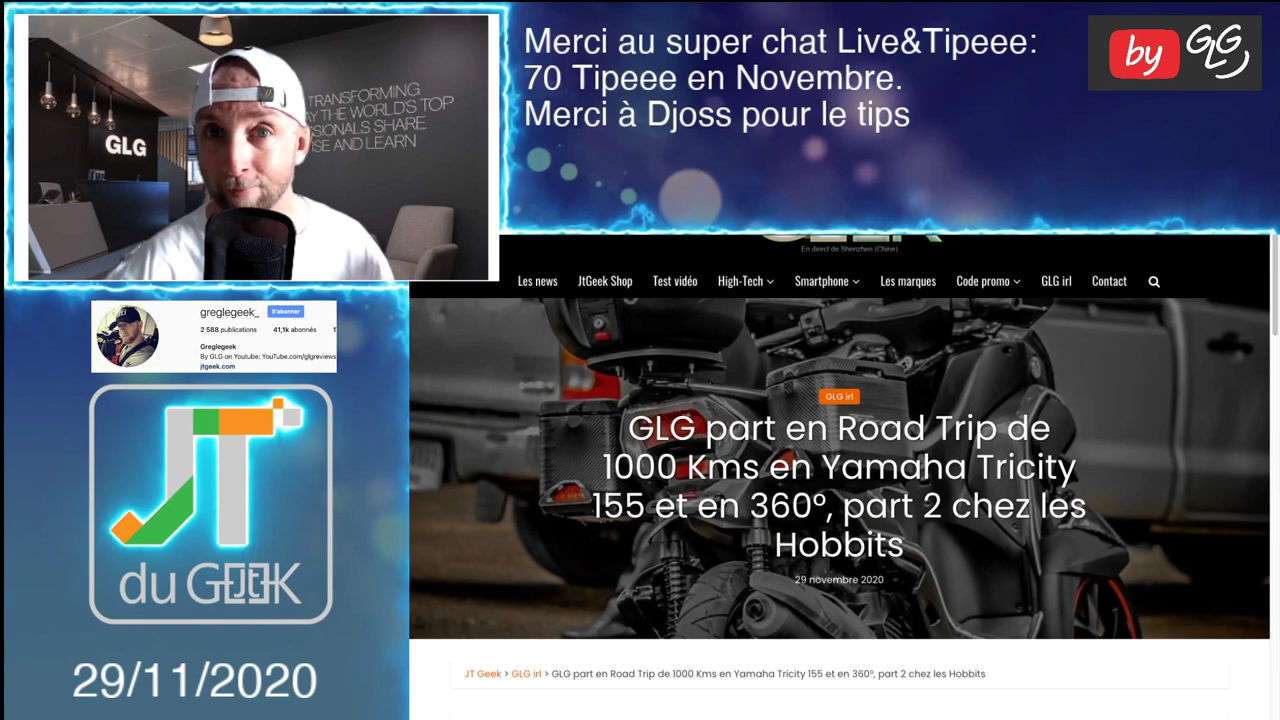 TRANSFORMING
THE WORLD'S TOP
SHARE
AND LEARN
GLG
Merci au super chat Live&Tipeee:
70 Tipeee en Novembre.
Merci à Djoss pour le tips
by GLG
En direct de Shenzhen (Chine)
Les news JtGeek Shop Test vidéo High-Tech Smartphone Les marques Code promo GLG irl Contact
greglegeek_ S'abonner
2 588 publications 41,1k abonnés 1
Greglegeek
By GLG on Youtube: YouTube.com/glgreviews
jtgeek.com
JT
du GEEK
29/11/2020
GLG irl
GLG part en Road Trip de
1000 Kms en Yamaha Tricity
155 et en 360°, part 2 chez les
Hobbits
29 novembre 2020
JT Geek > GLG irl > GLG part en Road Trip de 1000 Kms en Yamaha Tricity 155 et en 360°, part 2 chez les Hobbits